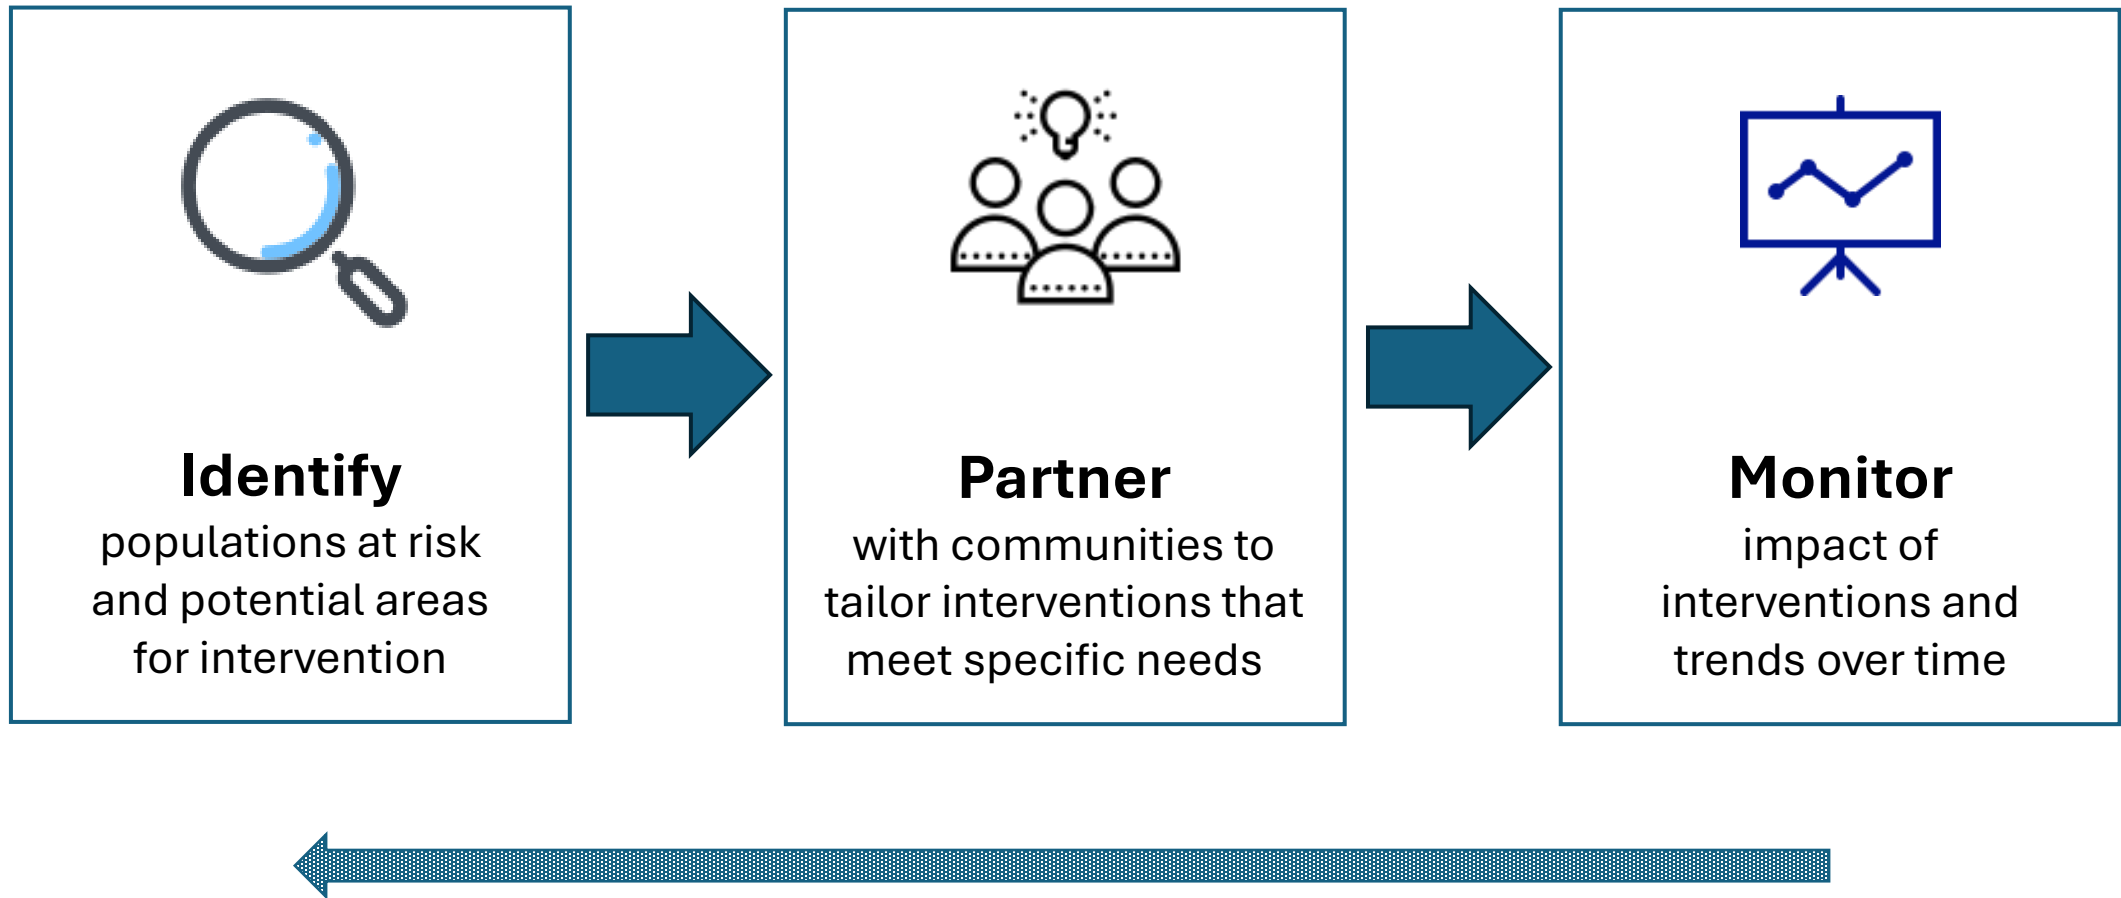 Identify
populations at risk
and potential areas
for intervention
Partner
with communities to
tailor interventions that
meet specific needs
Monitor
impact of
interventions and
trends over time